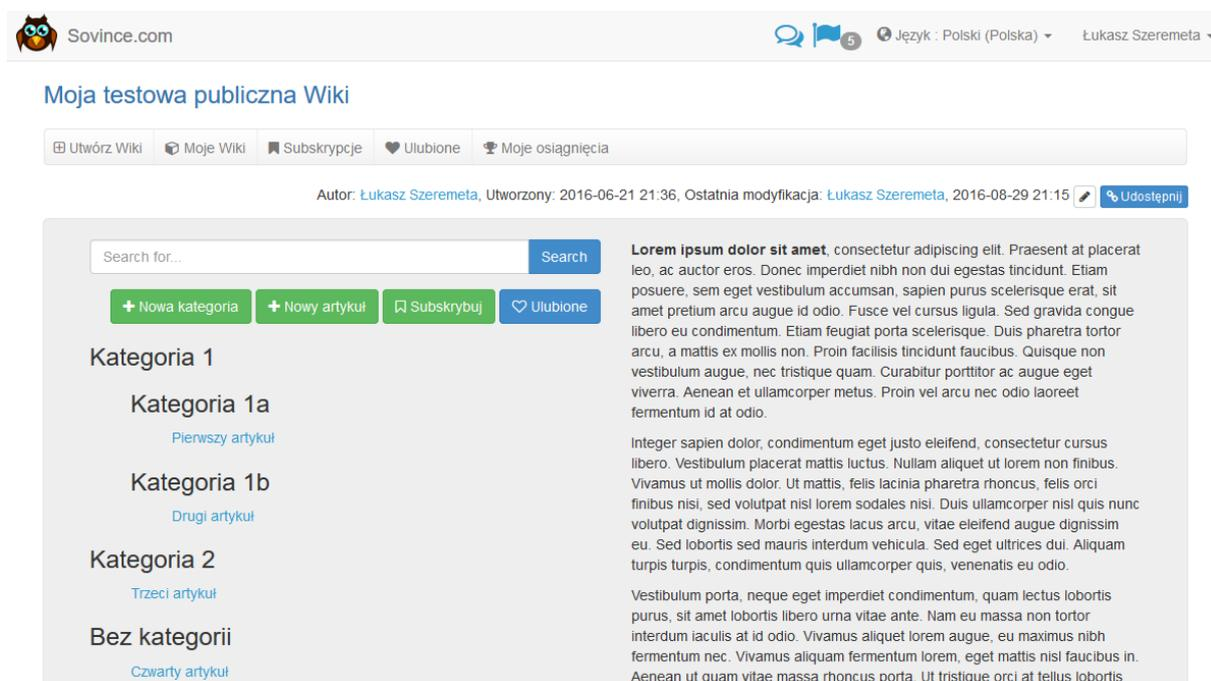 Sovince.com
5
Język : Polski (Polska)
Łukasz Szeremeta
Moja testowa publiczna Wiki
Utwórz Wiki
Moje Wiki
Subskrypcje
Ulubione
Moje osiągnięcia
Autor: Łukasz Szeremeta, Utworzony: 2016-06-21 21:36, Ostatnia modyfikacja: Łukasz Szeremeta, 2016-08-29 21:15
Udostępnij
Search for...
Search
Nowa kategoria
Nowy artykuł
Subskrybuj
Ulubione
Kategoria 1
Kategoria 1a
Pierwszy artykuł
Kategoria 1b
Drugi artykuł
Kategoria 2
Trzeci artykuł
Bez kategorii
Czwarty artykuł
Lorem ipsum dolor sit amet, consectetur adipiscing elit. Praesent at placerat
leo, ac auctor eros. Donec imperdiet nibh non dui egestas tincidunt. Etiam
posuere, sem eget vestibulum accumsan, sapien purus scelerisque erat, sit
amet pretium arcu augue id odio. Fusce vel cursus ligula. Sed gravida congue
libero eu condimentum. Etiam feugiat porta scelerisque. Duis pharetra tortor
arcu, a mattis ex mollis non. Proin facilisis tincidunt faucibus. Quisque non
vestibulum augue, nec tristique quam. Curabitur porttitor ac augue eget
viverra. Aenean et ullamcorper metus. Proin vel arcu nec odio laoreet
fermentum id at odio.
Integer sapien dolor, condimentum eget justo eleifend, consectetur cursus
libero. Vestibulum placerat mattis luctus. Nullam aliquet ut lorem non finibus.
Vivamus ut mollis dolor. Ut mattis, felis lacinia pharetra rhoncus, felis orci
finibus nisi, sed volutpat nisl lorem sodales nisi. Duis ullamcorper nisl quis nunc
volutpat dignissim. Morbi egestas lacus arcu, vitae eleifend augue dignissim
eu. Sed lobortis sed mauris interdum vehicula. Sed eget ultrices dui. Aliquam
turpis turpis, condimentum quis ullamcorper quis, venenatis eu odio.
Vestibulum porta, neque eget imperdiet condimentum, quam lectus lobortis
purus, sit amet lobortis libero urna vitae ante. Nam eu massa non tortor
interdum iaculis at id odio. Vivamus aliquet lorem augue, eu maximus nibh
fermentum nec. Vivamus aliquam fermentum lorem, eget mattis nisl faucibus in.
Aenean ut quam vitae massa rhoncus porta. Ut tristique orci at tellus lobortis